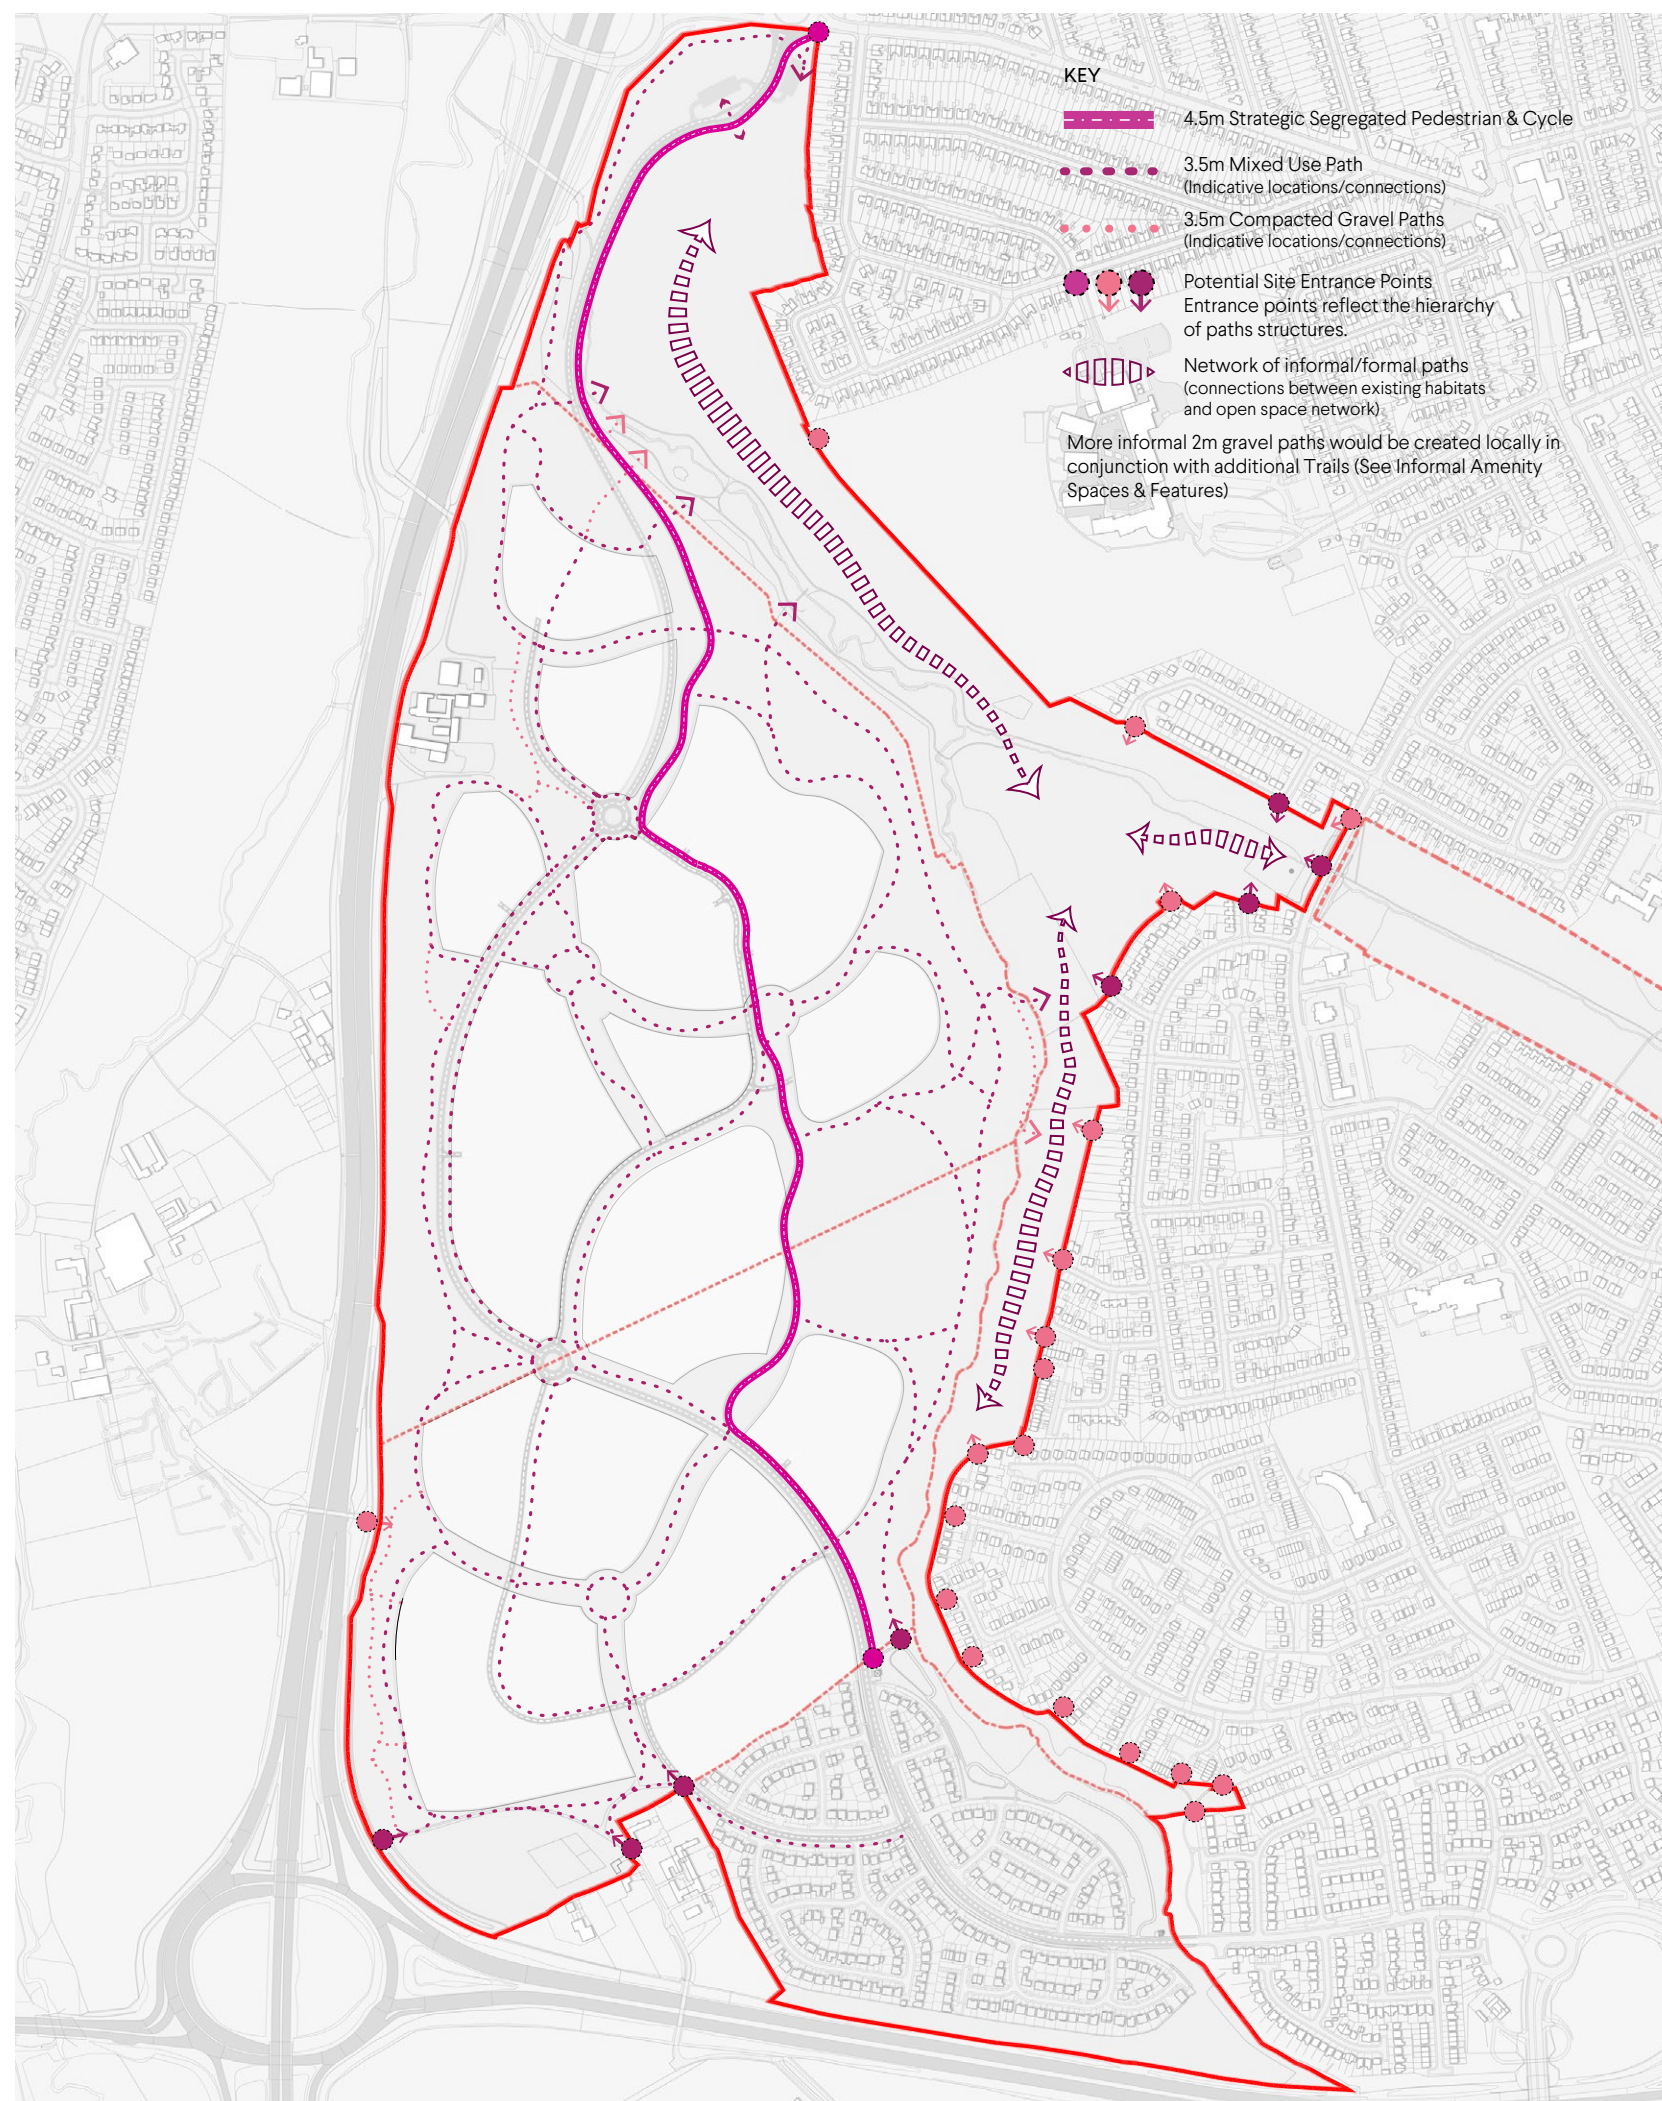 KEY
4.5m Strategic Segregated Pedestrian & Cycle
3.5m Mixed Use Path
(Indicative locations/connections)
3.5m Compacted Gravel Paths
(Indicative locations/connections)
Potential Site Entrance Points
Entrance points reflect the hierarchy
of paths structures.
Network of informal/formal paths
(connections between existing habitats
and open space network)
More informal 2m gravel paths would be created locally in
conjunction with additional Trails (See Informal Amenity
Spaces & Features)